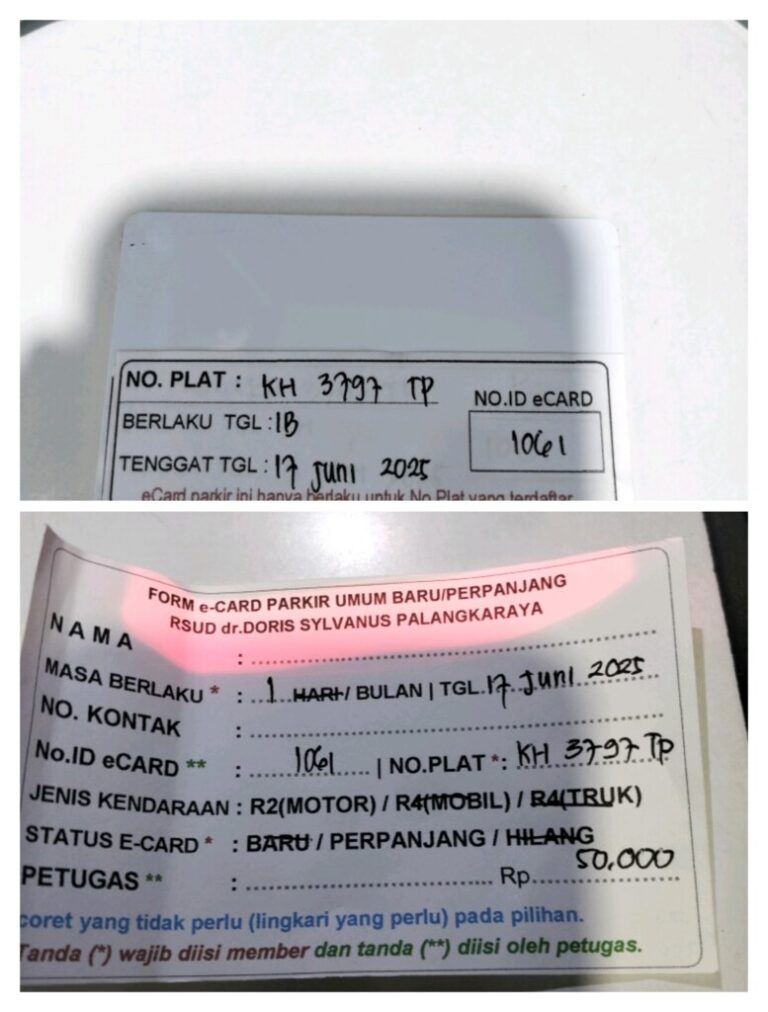 NO. PLAT : KH 3797 TP
NO.ID eCARD
BERLAKU TGL : 1B
1061
TENGGAT TGL : 17 Juni 2025
eCard parkir ini hanya berlaku untuk No Plat yang terdaftar
FORM e-CARD PARKIR UMUM BARU/PERPANJANG
RSUD dr.DORIS SYLVANUS PALANGKARAYA
NAMA :
MASA BERLAKU * : 1 HARI / BULAN | TGL. 17 Juni 2025
NO. KONTAK :
No.ID eCARD ** : 1061 | NO.PLAT *: KH 3797 TP
JENIS KENDARAAN : R2(MOTOR) / R4(MOBIL) / R4(TRUK)
STATUS E-CARD * : BARU / PERPANJANG / HILANG
PETUGAS ** : Rp. 50.000
coret yang tidak perlu (lingkari yang perlu) pada pilihan.
Tanda (*) wajib diisi member dan tanda (**) diisi oleh petugas.